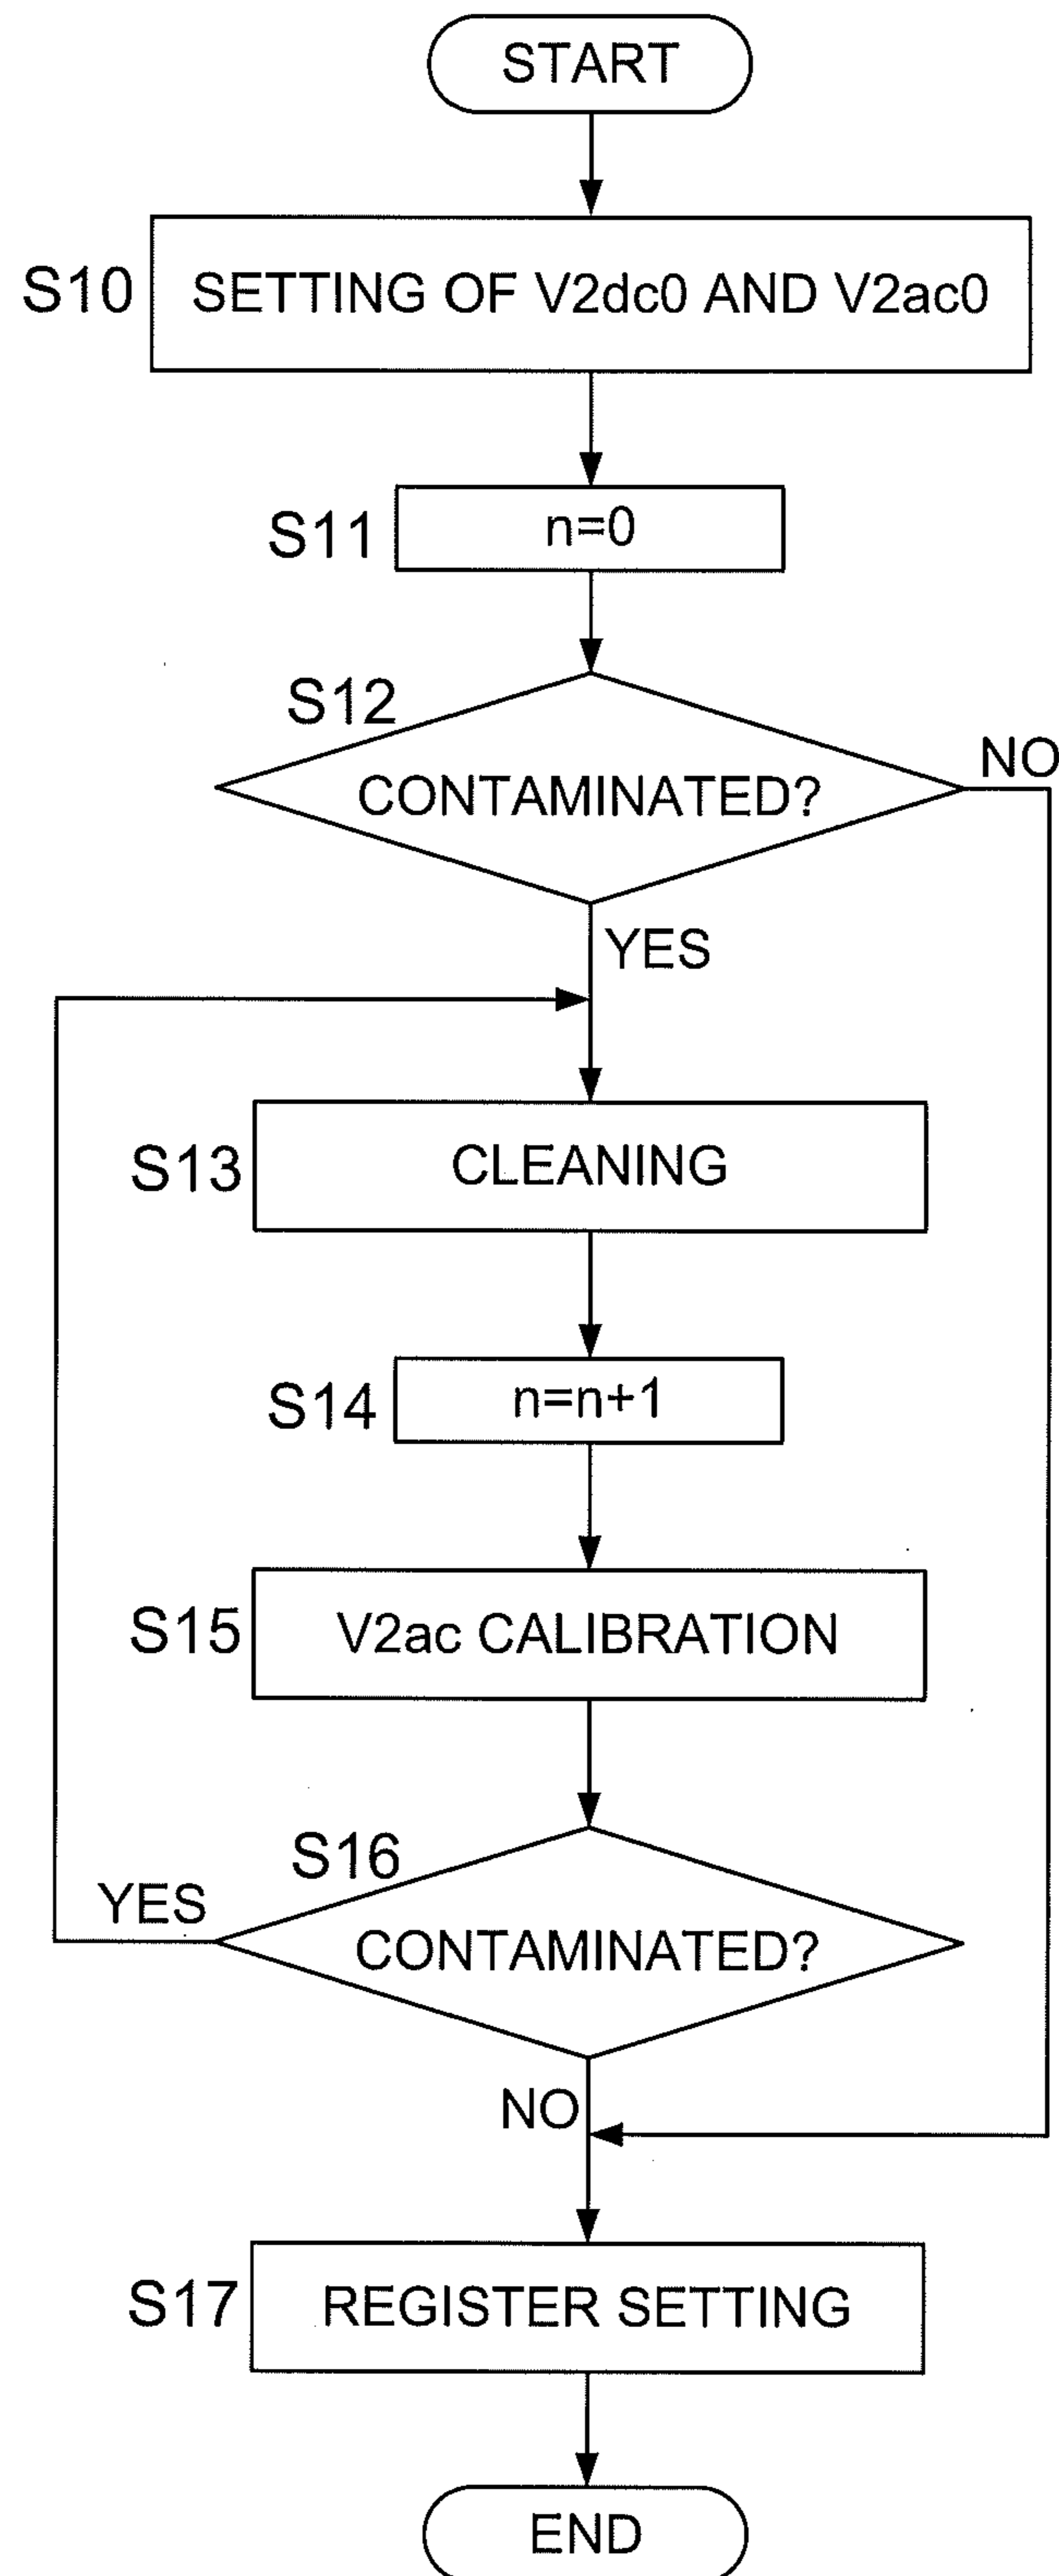 START
S10
SETTING OF V2dc0 AND V2ac0
S11
n=0
S12
CONTAMINATED?
NO
YES
S13
CLEANING
S14
n=n+1
S15
V2ac CALIBRATION
S16
YES
CONTAMINATED?
NO
S17
REGISTER SETTING
END